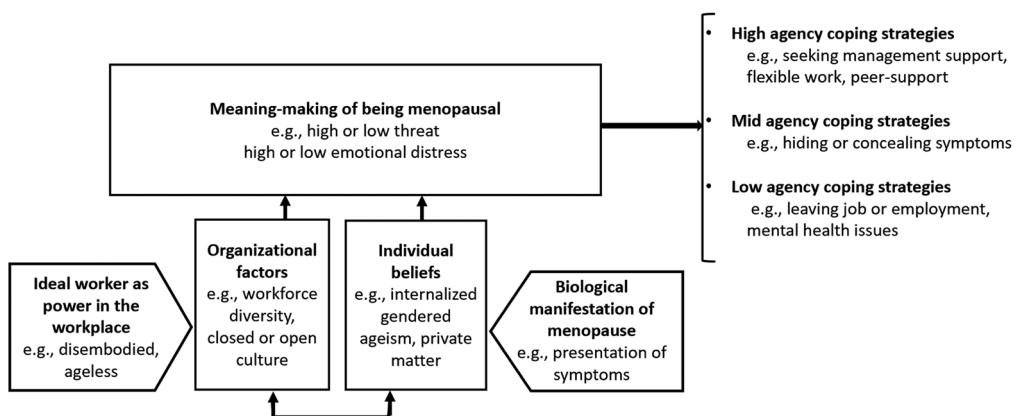 Meaning-making of being menopausal
e.g., high or low threat
high or low emotional distress
• High agency coping strategies
e.g., seeking management support,
flexible work, peer-support
• Mid agency coping strategies
e.g., hiding or concealing symptoms
• Low agency coping strategies
e.g., leaving job or employment,
mental health issues
Ideal worker as
power in the
workplace
e.g., disembodied,
ageless
Organizational
factors
e.g., workforce
diversity,
closed or open
culture
Individual
beliefs
e.g., internalized
gendered
ageism, private
matter
Biological
manifestation of
menopause
e.g., presentation of
symptoms